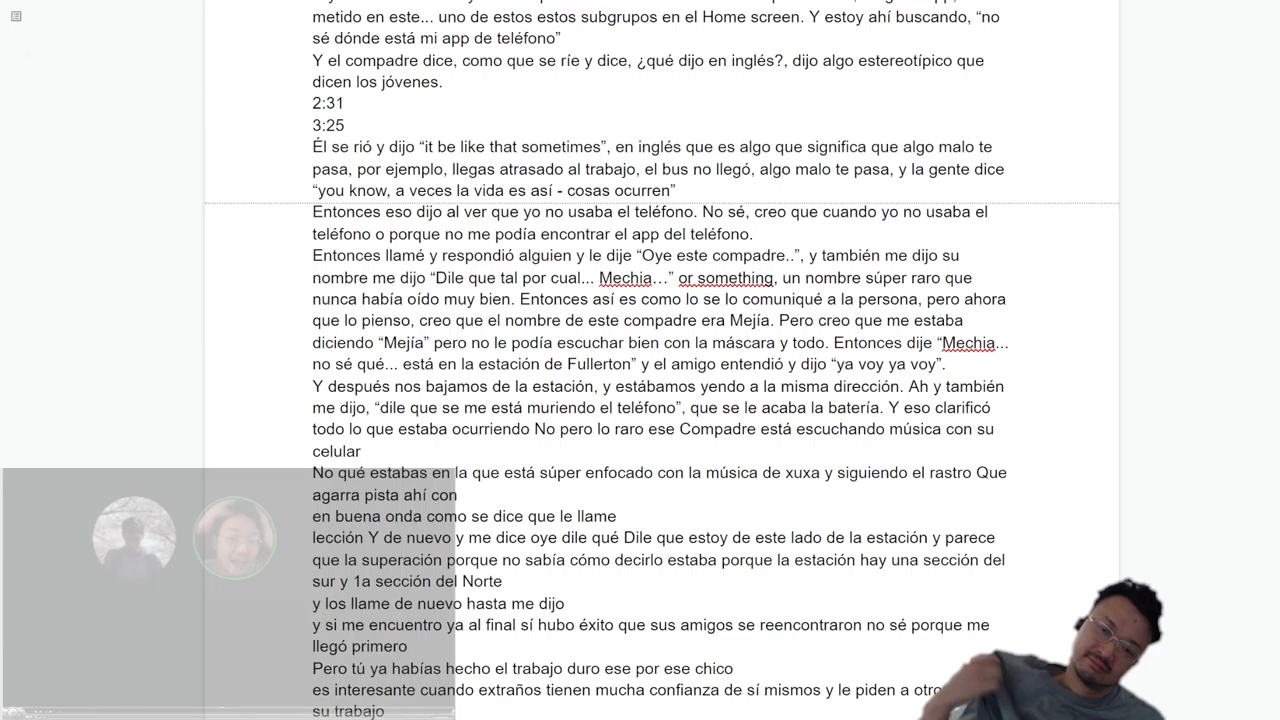 metido en este... uno de estos estos subgrupos en el Home screen. Y estoy ahí buscando, “no
sé dónde está mi app de teléfono”
Y el compadre dice, como que se ríe y dice, ¿qué dijo en inglés?, dijo algo estereotípico que
dicen los jóvenes.
2:31
3:25
Él se rió y dijo “it be like that sometimes”, en inglés que es algo que significa que algo malo te
pasa, por ejemplo, llegas atrasado al trabajo, el bus no llegó, algo malo te pasa, y la gente dice
“you know, a veces la vida es así - cosas ocurren”
Entonces eso dijo al ver que yo no usaba el teléfono. No sé, creo que cuando yo no usaba el
teléfono o porque no me podía encontrar el app del teléfono.
Entonces llamé y respondió alguien y le dije “Oye este compadre..”, y también me dijo su
nombre me dijo “Dile que tal por cual... Mechia…” or something, un nombre súper raro que
nunca había oído muy bien. Entonces así es como lo se lo comuniqué a la persona, pero ahora
que lo pienso, creo que el nombre de este compadre era Mejía. Pero creo que me estaba
diciendo “Mejía” pero no le podía escuchar bien con la máscara y todo. Entonces dije “Mechia...
no sé qué... está en la estación de Fullerton” y el amigo entendió y dijo “ya voy ya voy”.
Y después nos bajamos de la estación, y estábamos yendo a la misma dirección. Ah y también
me dijo, “dile que se me está muriendo el teléfono”, que se le acaba la batería. Y eso clarificó
todo lo que estaba ocurriendo No pero lo raro ese Compadre está escuchando música con su
celular
No qué estabas en la que está súper enfocado con la música de xuxa y siguiendo el rastro Que
agarra pista ahí con
en buena onda como se dice que le llame
lección Y de nuevo y me dice oye dile qué Dile que estoy de este lado de la estación y parece
que la superación porque no sabía cómo decirlo estaba porque la estación hay una sección del
sur y 1a sección del Norte
y los llame de nuevo hasta me dijo
y si me encuentro ya al final sí hubo éxito que sus amigos se reencontraron no sé porque me
llegó primero
Pero tú ya habías hecho el trabajo duro ese por ese chico
es interesante cuando extraños tienen mucha confianza de sí mismos y le piden a otro
su trabajo